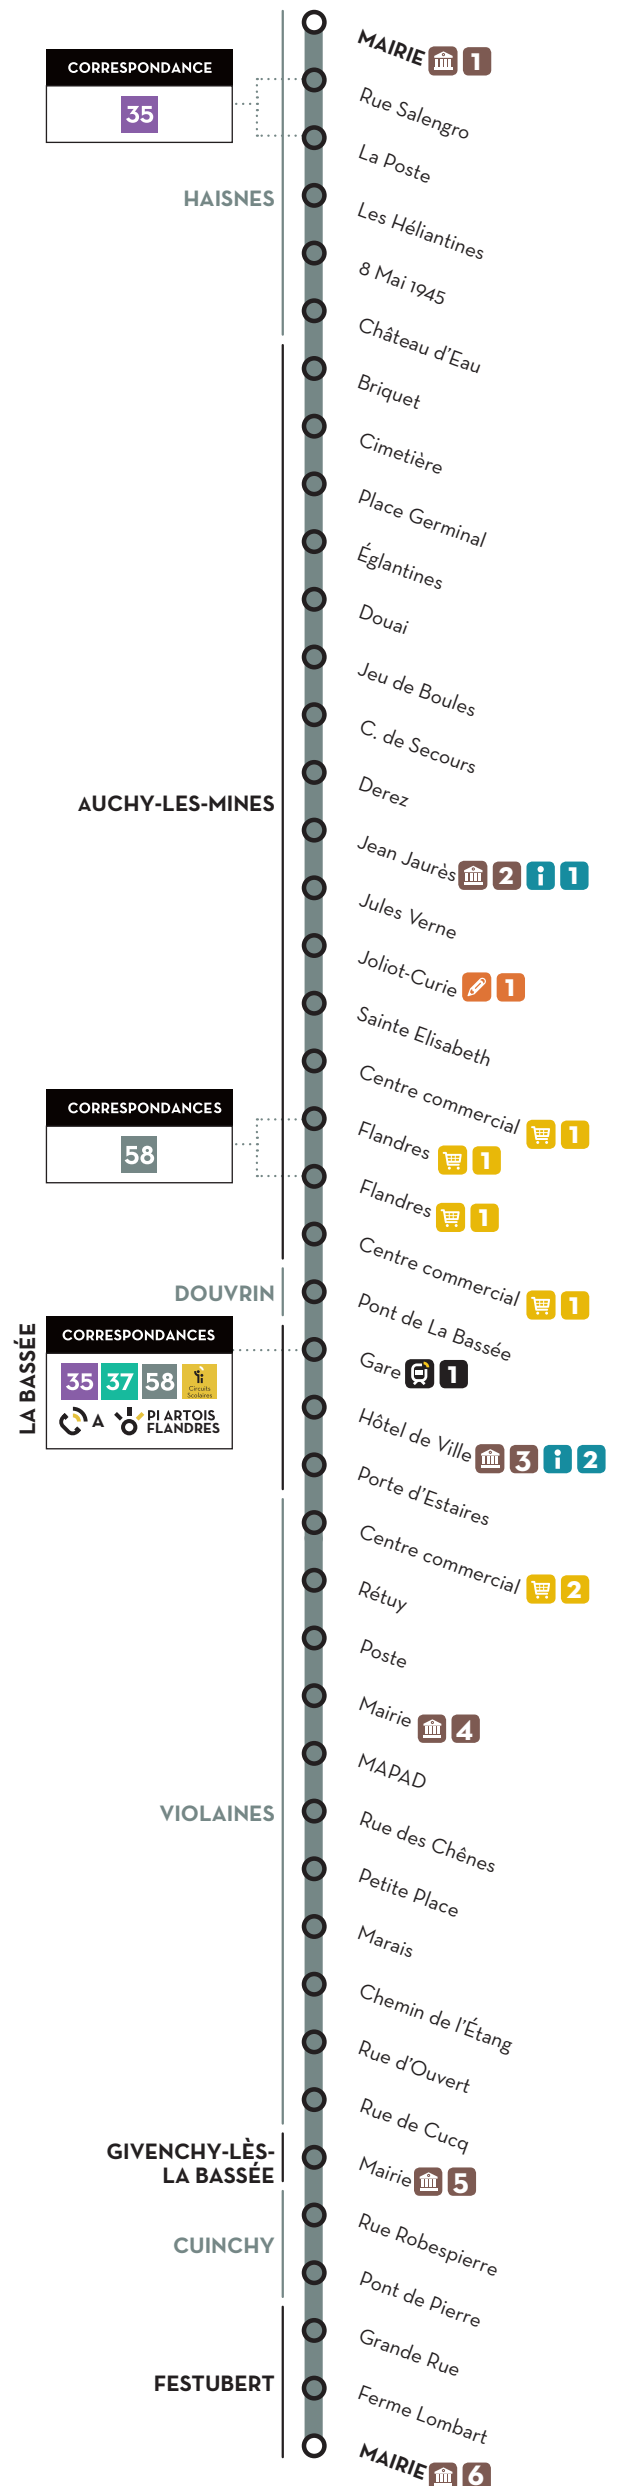 MAIRIE 1
CORRESPONDANCE
35
Rue Salengro
La Poste
HAISNES
Les Héliantines
8 Mai 1945
Château d'Eau
Briquet
Cimetière
Place Germinal
Églantines
Douai
Jeu de Boules
C. de Secours
Derez
AUCHY-LES-MINES
Jean Jaurès 2 i 1
Jules Verne
Joliot-Curie 1
Sainte Elisabeth
Centre commercial 1
CORRESPONDANCES
58
Flandres 1
Flandres 1
Centre commercial 1
DOUVRIN
Pont de La Bassée
LA BASSÉE
CORRESPONDANCES
35 37 58 Circuits
Scolaires
A PI ARTOIS
FLANDRES
Gare 1
Hôtel de Ville 3 i 2
Porte d'Estaires
Centre commercial 2
Rétuy
Poste
Mairie 4
MAPAD
VIOLAINES
Rue des Chênes
Petite Place
Marais
Chemin de l'Étang
Rue d'Ouvert
Rue de Cucq
GIVENCHY-LÈS-
LA BASSÉE
Mairie 5
CUINCHY
Rue Robespierre
Pont de Pierre
Grande Rue
FESTUBERT
Ferme Lombart
MAIRIE 6